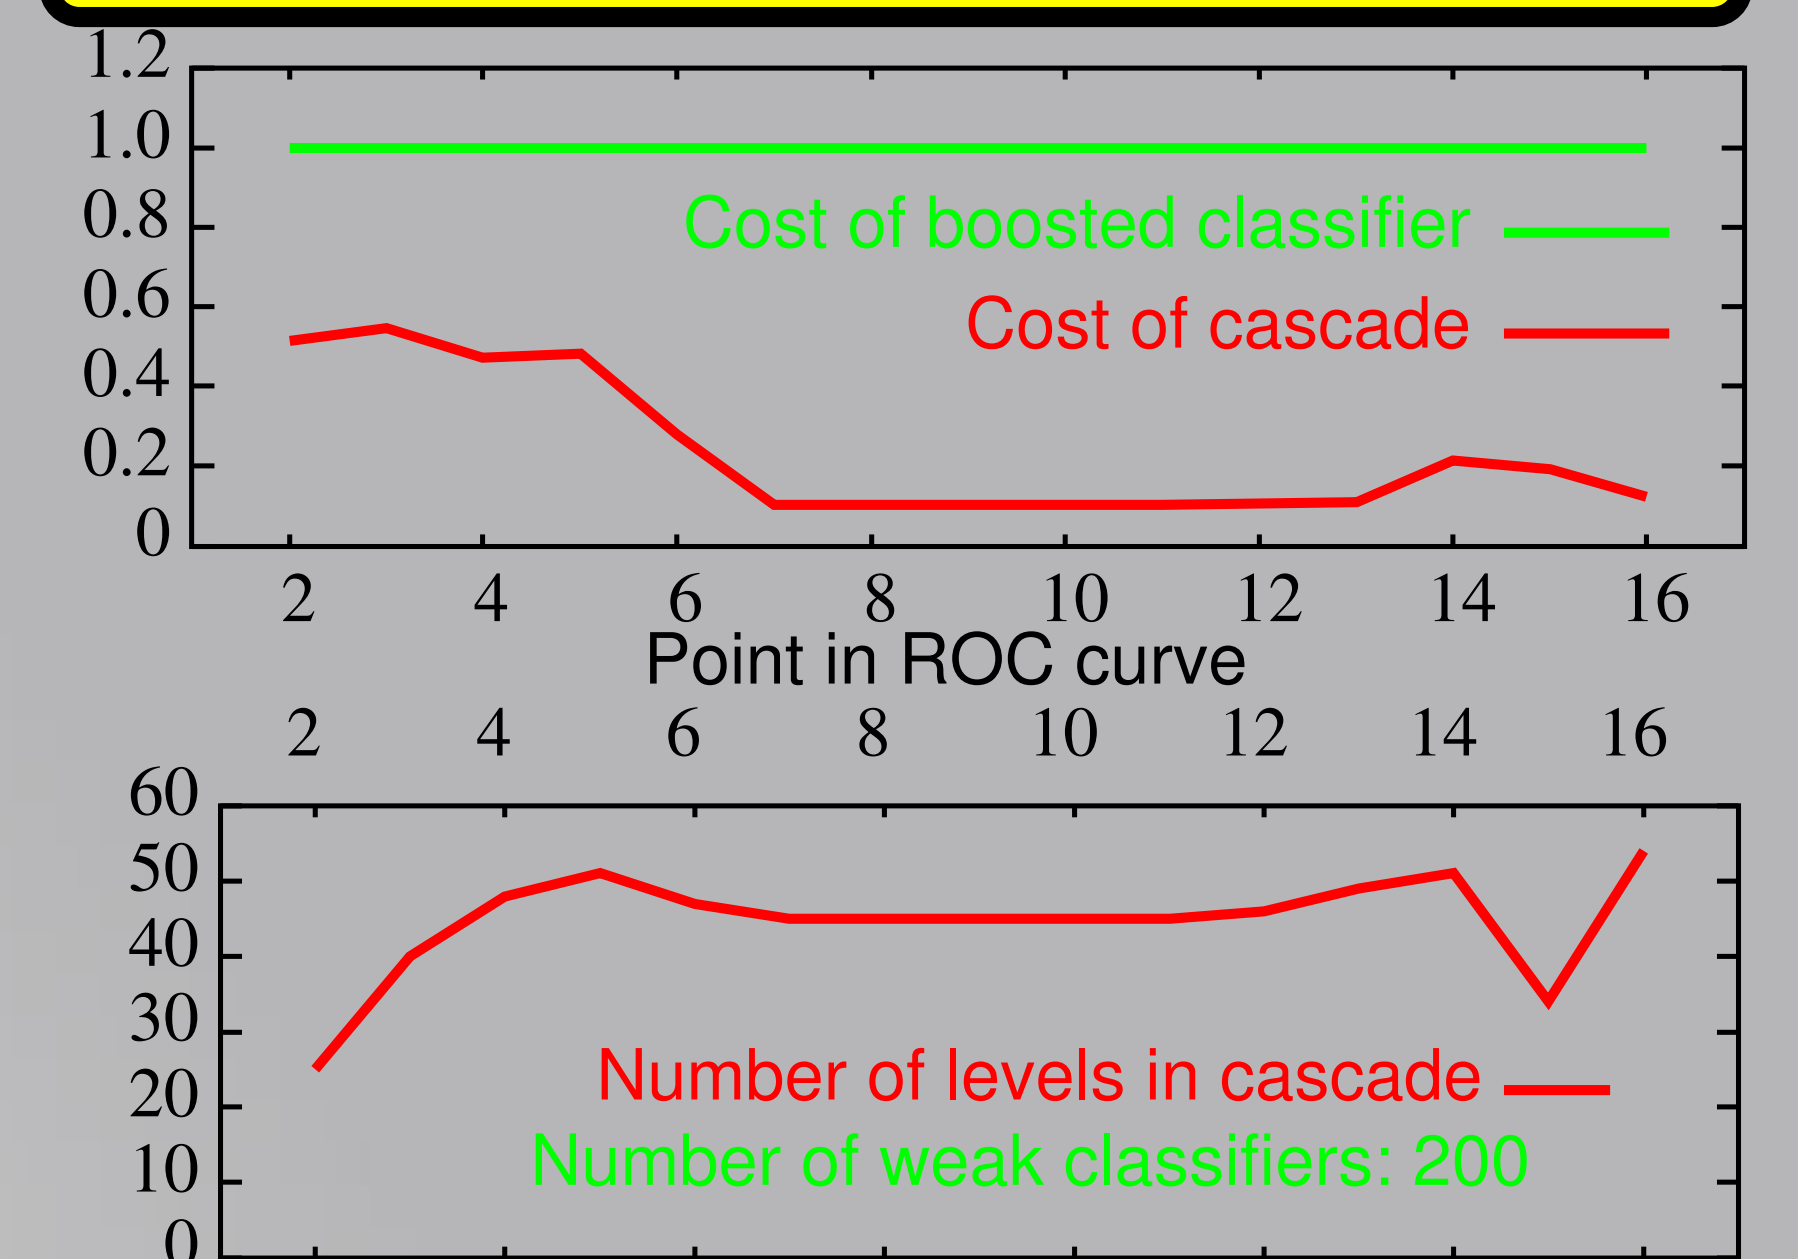 1.2
1.0
0.8
Cost of boosted classifier
0.6
Cost of cascade
0.4
0.2
0
2 4 6 8 10 12 14 16
Point in ROC curve
2 4 6 8 10 12 14 16
60
50
40
30
20
Number of levels in cascade
10
Number of weak classifiers: 200
0